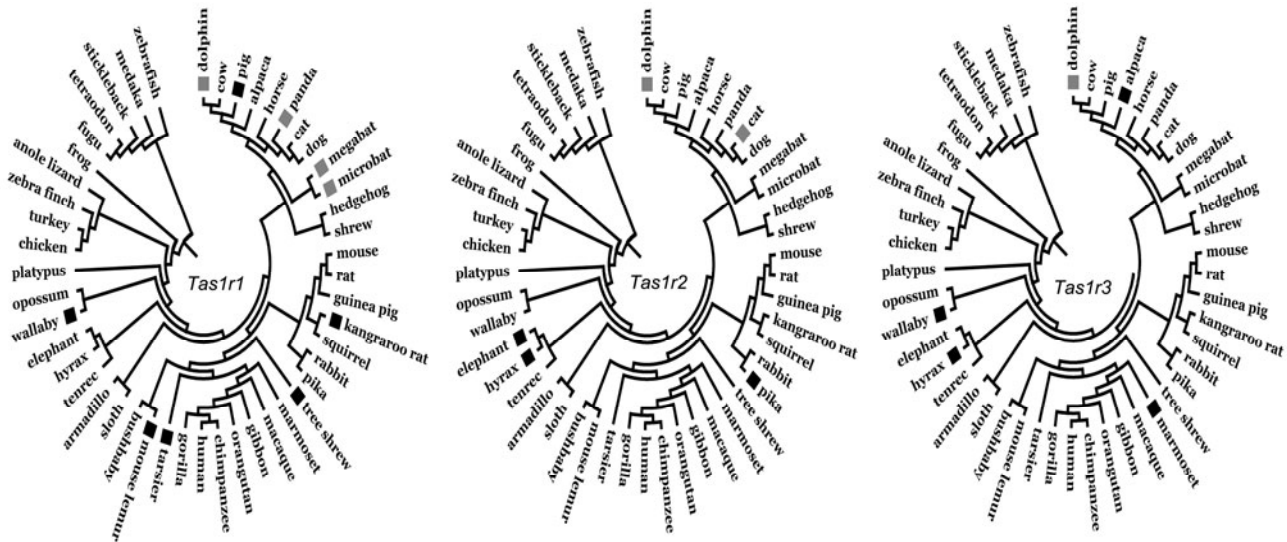 zebrafish
medaka
stickleback
tetraodon
fugu
frog
anole lizard
zebra finch
turkey
chicken
platypus
opossum
wallaby
elephant
hyrax
tenrec
armadillo
sloth
bushbaby
mouse lemur
tarsier
gorilla
human
chimpanzee
orangutan
gibbon
macaque
marmoset
tree shrew
pika
rabbit
squirrel
kangraroo rat
guinea pig
rat
mouse
shrew
hedgehog
microbat
megabat
dog
cat
panda
horse
alpaca
pig
cow
dolphin
Tas1r1
zebrafish
medaka
stickleback
tetraodon
fugu
frog
anole lizard
zebra finch
turkey
chicken
platypus
opossum
wallaby
elephant
hyrax
tenrec
armadillo
sloth
bushbaby
mouse lemur
tarsier
gorilla
human
chimpanzee
orangutan
gibbon
macaque
marmoset
tree shrew
pika
rabbit
squirrel
kangraroo rat
guinea pig
rat
mouse
shrew
hedgehog
microbat
megabat
dog
cat
panda
horse
alpaca
pig
cow
dolphin
Tas1r2
zebrafish
medaka
stickleback
tetraodon
fugu
frog
anole lizard
zebra finch
turkey
chicken
platypus
opossum
wallaby
elephant
hyrax
tenrec
armadillo
sloth
bushbaby
mouse lemur
tarsier
gorilla
human
chimpanzee
orangutan
gibbon
macaque
marmoset
tree shrew
pika
rabbit
squirrel
kangraroo rat
guinea pig
rat
mouse
shrew
hedgehog
microbat
megabat
dog
cat
panda
horse
alpaca
pig
cow
dolphin
Tas1r3